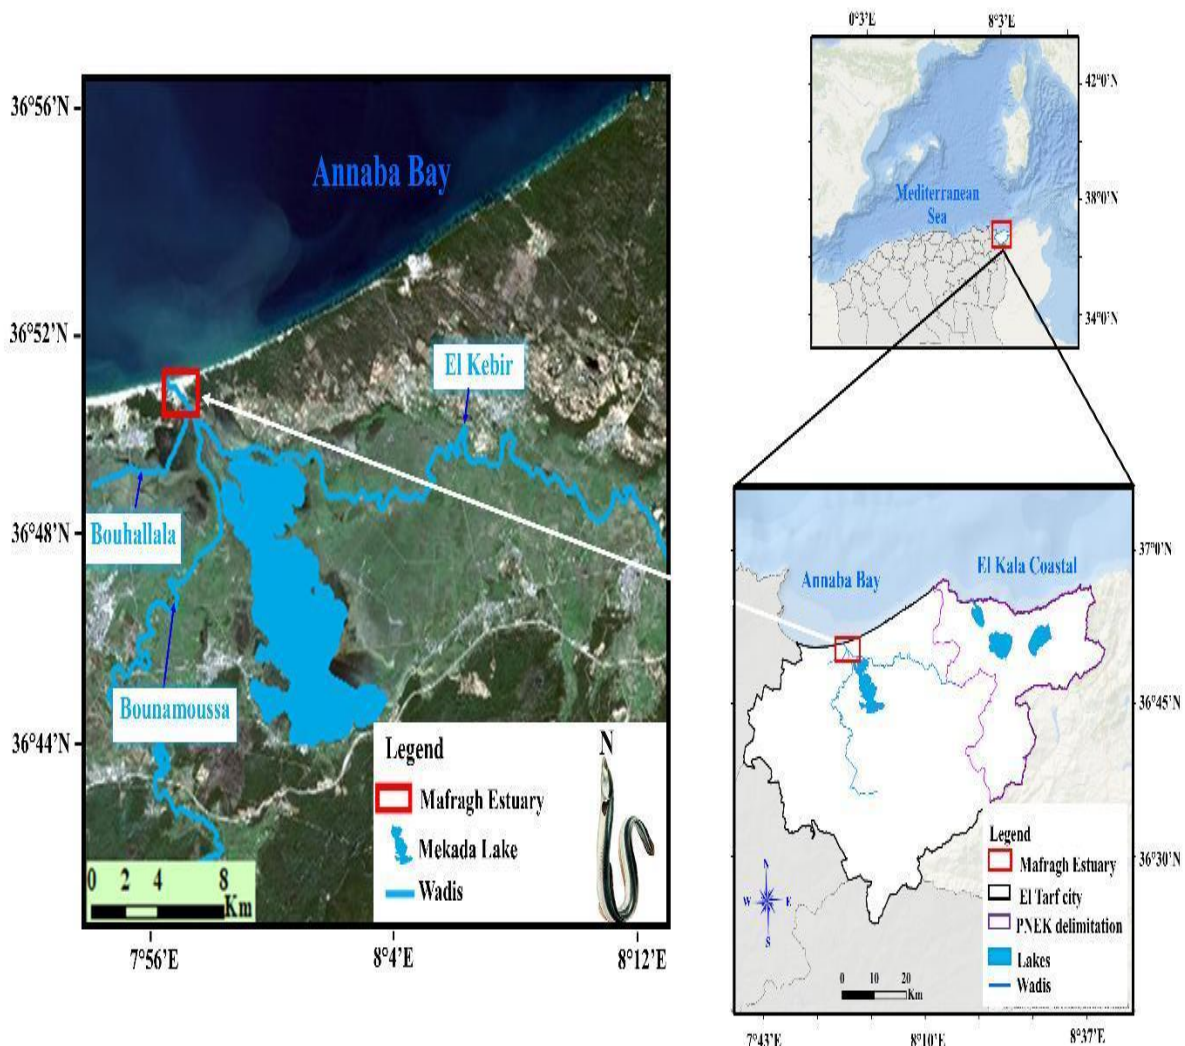 36°56’N
36°52’N
36°48’N
36°44’N
Annaba Bay
El Kebir
Bouhallala
Bounamoussa
Legend
Mafragh Estuary
Mekada Lake
Wadis
N
0 2 4 8
Km
7°56’E 8°4’E 8°12’E
0°3’E 8°3’E
42°0’N
38°0’N
34°0’N
Mediterranean
Sea
Annaba Bay
El Kala Coastal
37°0’N
36°45’N
36°30’N
Legend
Mafragh Estuary
El Tarf city
PNEK delimitation
Lakes
Wadis
N
W E
S
0 10 20
Km
7°43’E 8°10’E 8°37’E